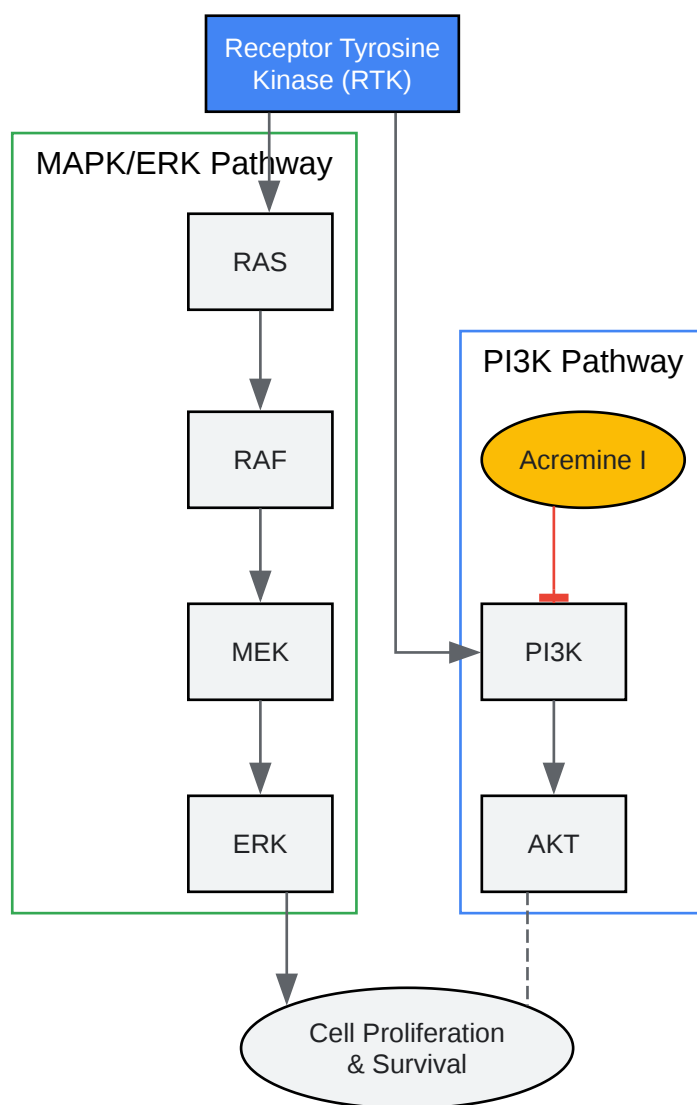 Receptor Tyrosine
Kinase (RTK)
MAPK/ERK Pathway
RAS
RAF
MEK
ERK
PI3K Pathway
Acremine I
PI3K
AKT
Cell Proliferation
& Survival